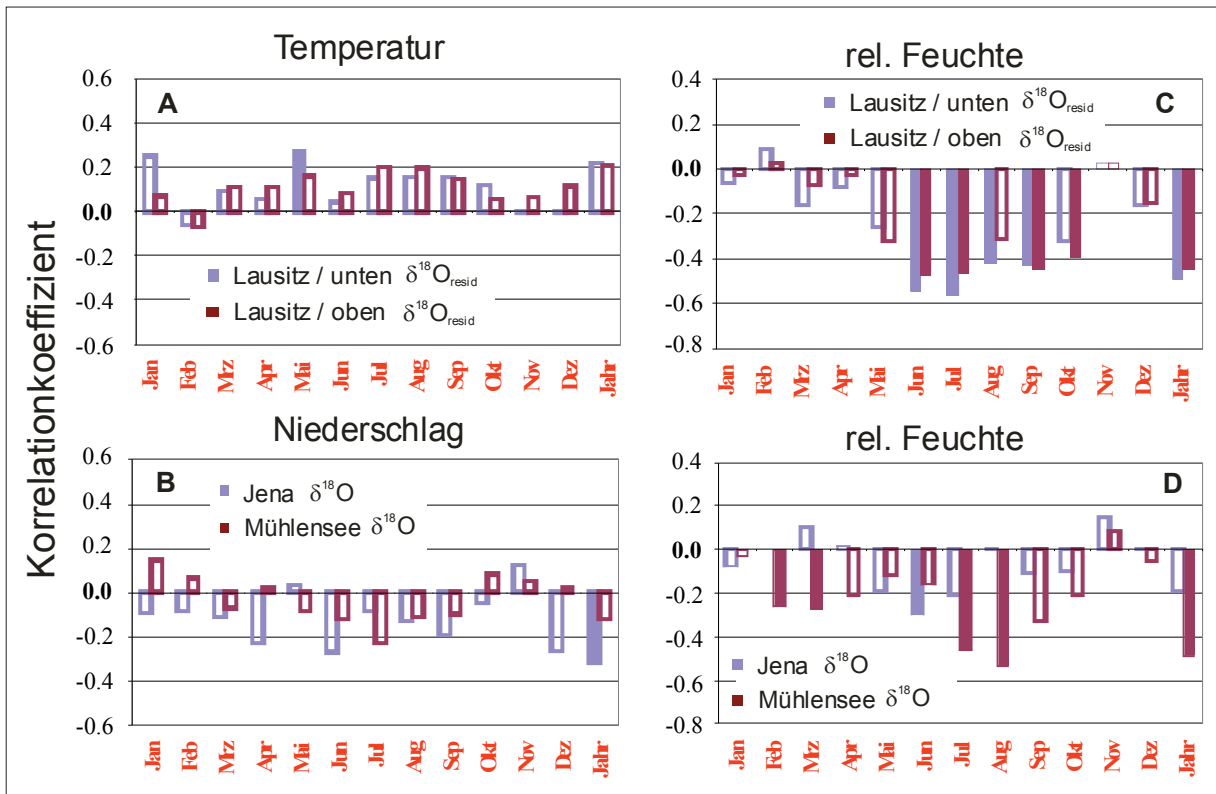 Korrelationkoeffizient
Temperatur
A
0.6
0.4
0.2
0.0
-0.2
-0.4
-0.6
Lausitz / unten δ¹⁸Oresid
Lausitz / oben δ¹⁸Oresid
Jan Feb Mrz Apr Mai Jun Jul Aug Sep Okt Nov Dez Jahr
rel. Feuchte
C
0.4
0.2
0.0
-0.2
-0.4
-0.6
-0.8
Lausitz / unten δ¹⁸Oresid
Lausitz / oben δ¹⁸Oresid
Jan Feb Mrz Apr Mai Jun Jul Aug Sep Okt Nov Dez Jahr
Niederschlag
B
0.6
0.4
0.2
0.0
-0.2
-0.4
-0.6
Jena δ¹⁸O
Mühlensee δ¹⁸O
Jan Feb Mrz Apr Mai Jun Jul Aug Sep Okt Nov Dez Jahr
rel. Feuchte
D
0.4
0.2
0.0
-0.2
-0.4
-0.6
-0.8
Jena δ¹⁸O
Mühlensee δ¹⁸O
Jan Feb Mrz Apr Mai Jun Jul Aug Sep Okt Nov Dez Jahr